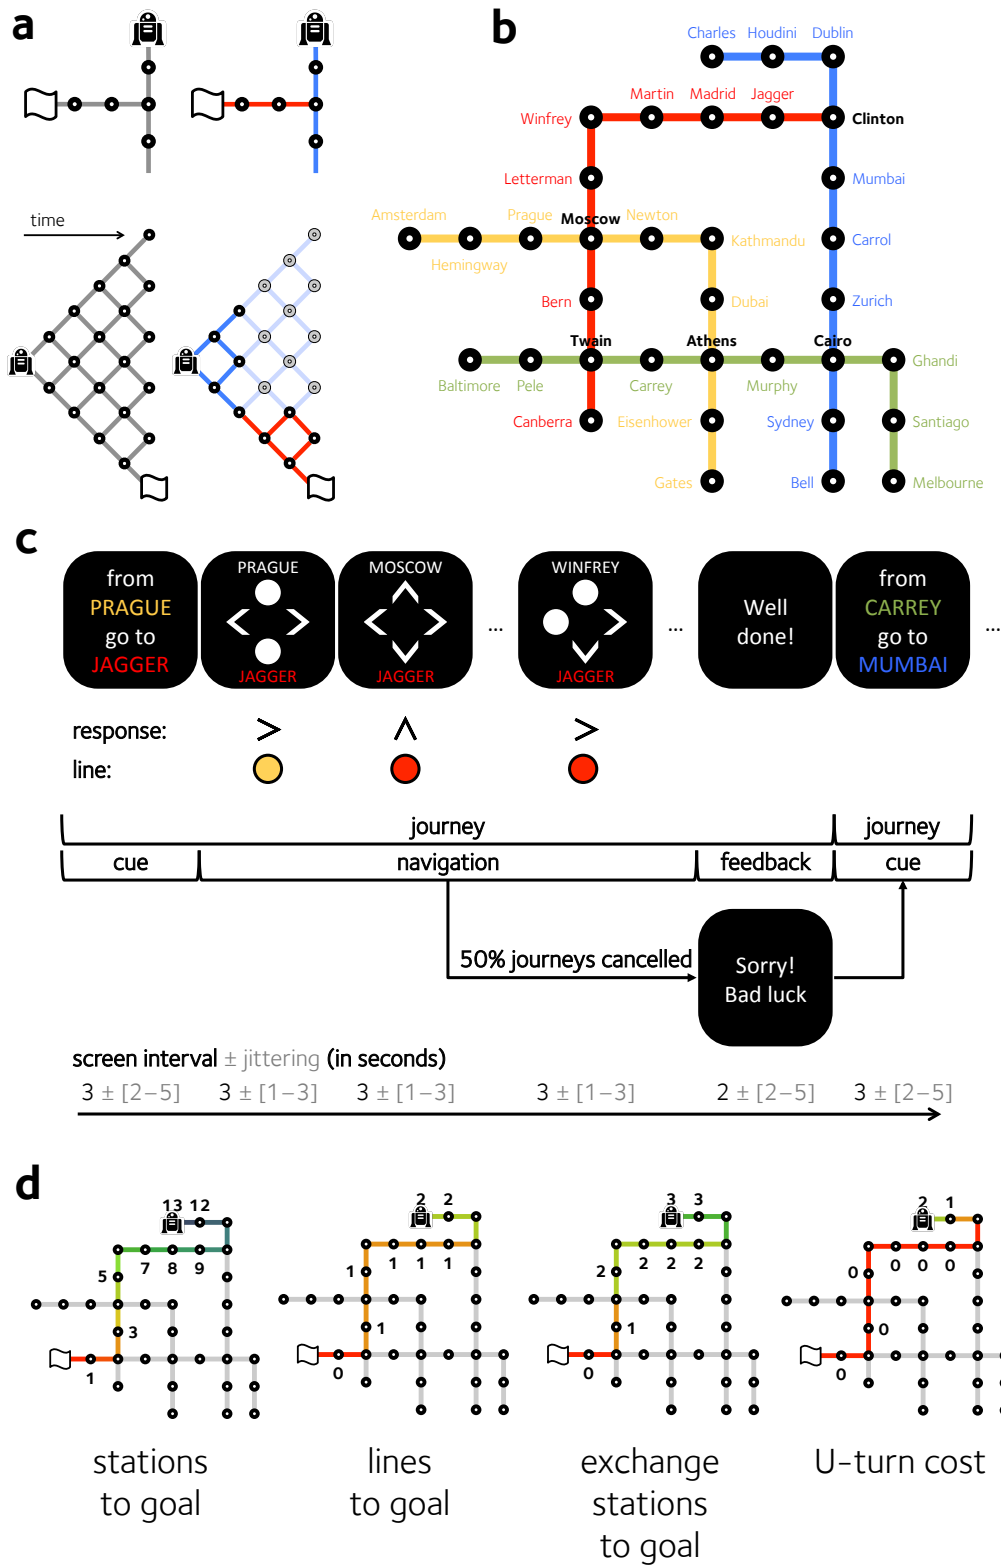 a
time
b
Charles Houdini Dublin
Martin Madrid Jagger
Winfrey
Clinton
Letterman
Mumbai
Amsterdam Prague Moscow Newton
Hemingway
Kathmandu
Carrol
Bern
Dubai
Zurich
Twain Athens Cairo
Ghandi
Baltimore Pele Carrey Murphy
Canberra
Eisenhower
Sydney
Santiago
Gates
Bell
Melbourne
c
from
PRAGUE
go to
JAGGER
PRAGUE
JAGGER
MOSCOW
JAGGER
...
WINFREY
JAGGER
...
Well
done!
from
CARREY
go to
MUMBAI
...
response:
line:
journey journey
cue navigation feedback cue
50% journeys cancelled
Sorry!
Bad luck
screen interval ± jittering (in seconds)
3 ± [2–5] 3 ± [1–3] 3 ± [1–3] 3 ± [1–3] 2 ± [2–5] 3 ± [2–5]
d
13 12
7 8 9
5
3
1
stations
to goal
2 2
1 1 1
1
1
0
lines
to goal
3 3
2 2 2
2
1
0
exchange
stations
to goal
2 1
0 0 0
0
0
0
U-turn cost